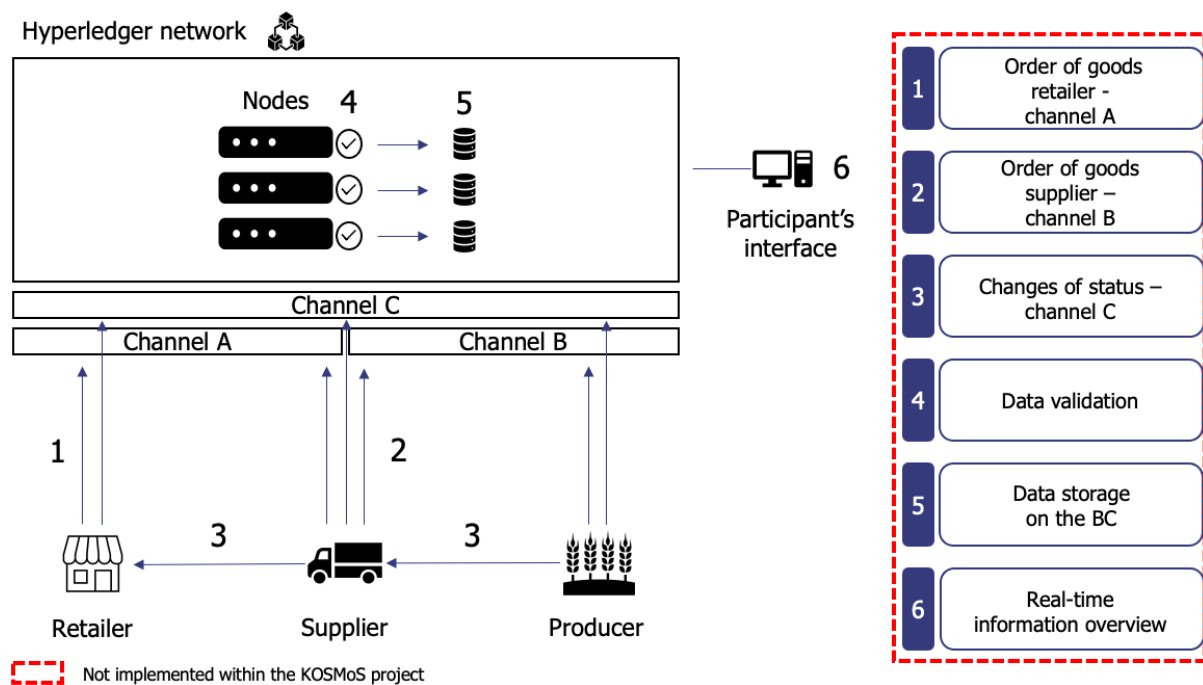 Hyperledger network
Nodes
4
5
6
Participant's
interface
Channel C
Channel A
Channel B
1
2
3
3
Retailer
Supplier
Producer
Not implemented within the KOSMoS project
1
Order of goods
retailer -
channel A
2
Order of goods
supplier –
channel B
3
Changes of status –
channel C
4
Data validation
5
Data storage
on the BC
6
Real-time
information overview